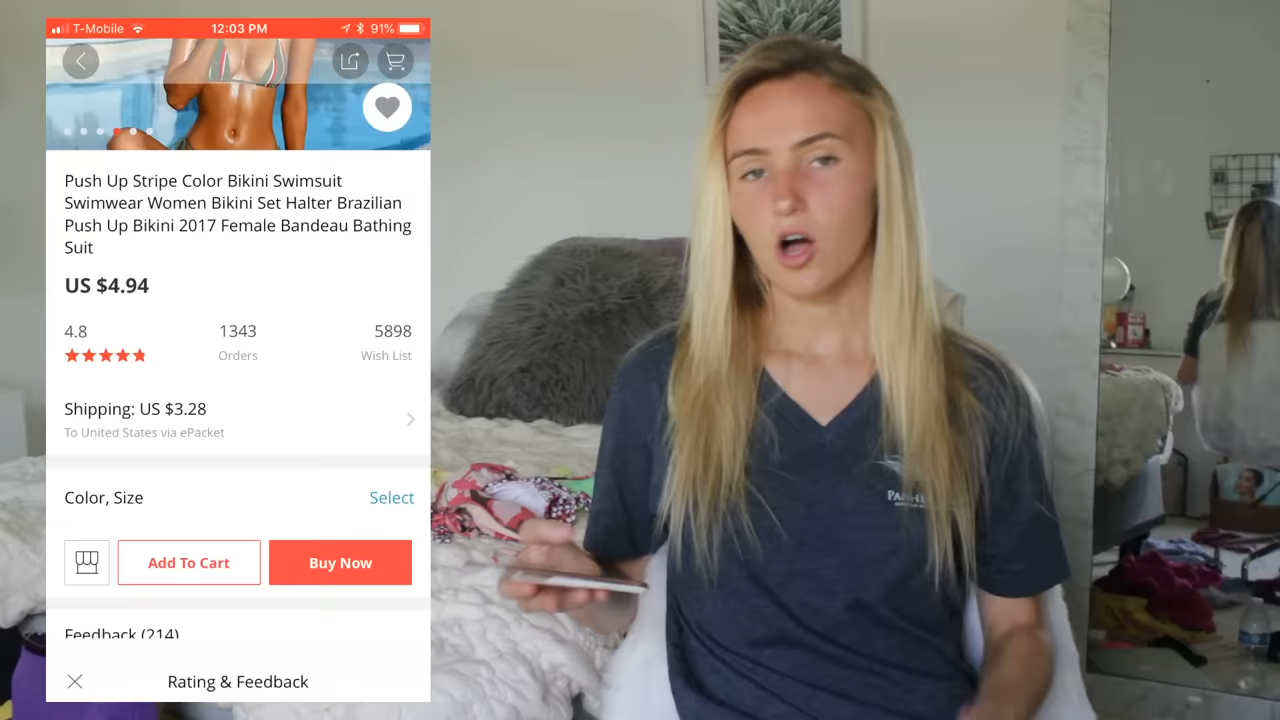 T-Mobile
12:03 PM
91%
Push Up Stripe Color Bikini Swimsuit
Swimwear Women Bikini Set Halter Brazilian
Push Up Bikini 2017 Female Bandeau Bathing
Suit
US $4.94
4.8
1343
5898
Orders
Wish List
Shipping: US $3.28
To United States via ePacket
Color, Size
Select
Add To Cart
Buy Now
Feedback (214)
Rating & Feedback